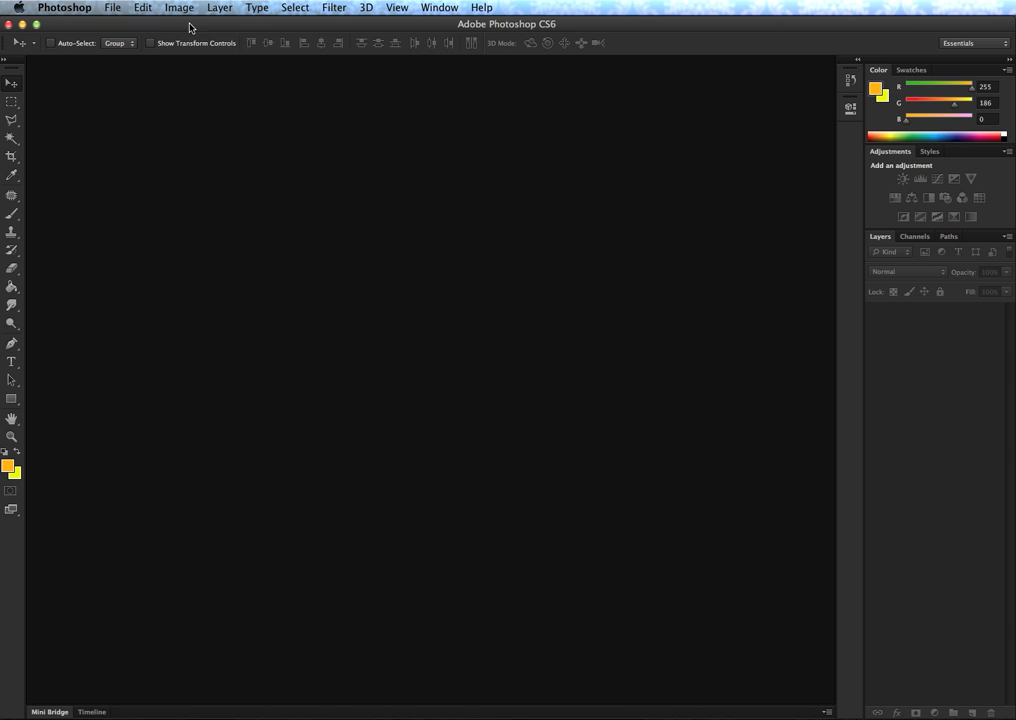 Photoshop File Edit Image Layer Type Select Filter 3D View Window Help
Adobe Photoshop CS6
Auto-Select: Group Show Transform Controls 3D Mode: Essentials
Color Swatches
R 255
G 186
B 0
Adjustments Styles
Add an adjustment
Layers Channels Paths
Kind
Normal Opacity: 100%
Lock: Fill: 100%
Mini Bridge Timeline